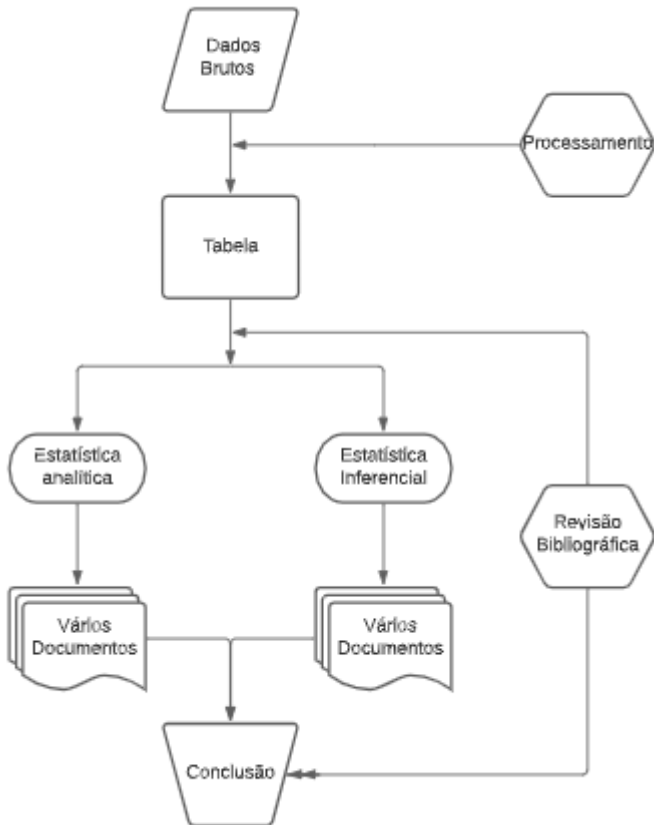 Dados
Brutos
Processamento
Tabela
Estatística
analítica
Estatística
Inferencial
Revisão
Bibliográfica
Vários
Documentos
Vários
Documentos
Conclusão